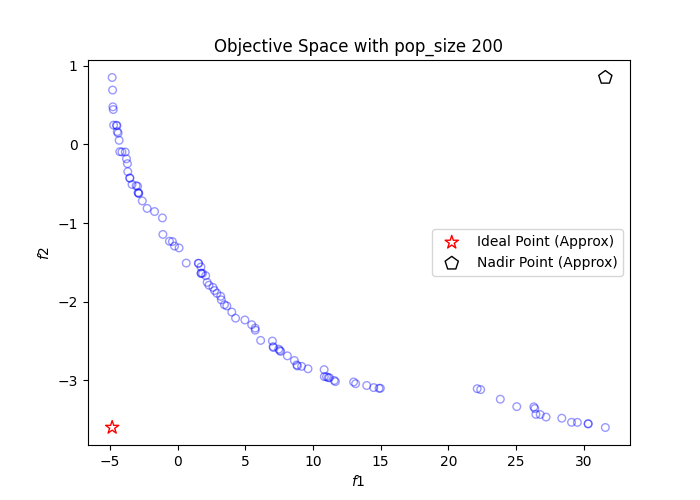 Objective Space with pop_size 200
f2
1
0
−1
−2
−3
Ideal Point (Approx)
Nadir Point (Approx)
−5
0
5
10
15
20
25
30
f1